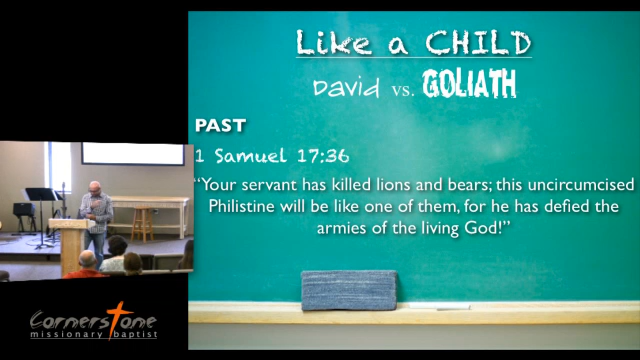 Like a CHILD
David vs. GOLIATH
PAST
1 Samuel 17:36
“Your servant has killed lions and bears; this uncircumcised
Philistine will be like one of them, for he has defied the
armies of the living God!”
Cornerstone
missionary baptist